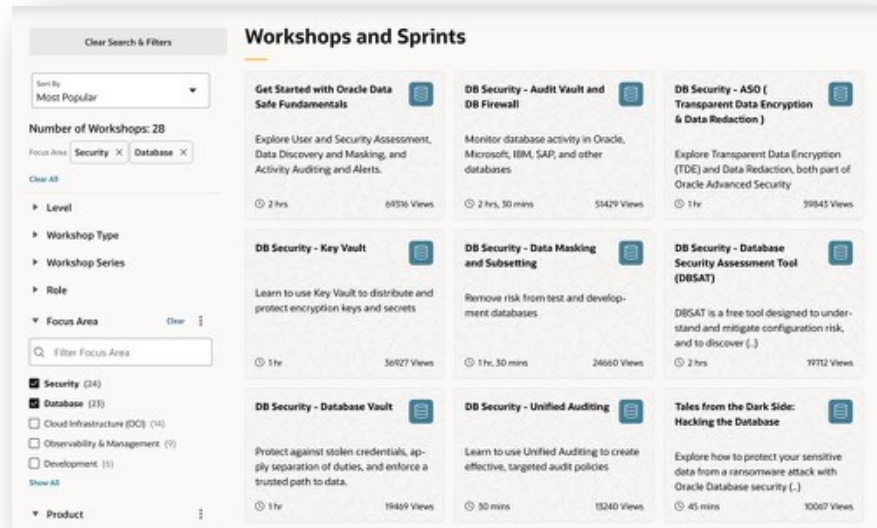 Clear Search & Filters
Sort By
Most Popular
Number of Workshops: 28
Focus Area Security × Database ×
Clear All
Level
Workshop Type
Workshop Series
Role
Focus Area Clear
Filter Focus Area
Security (24)
Database (23)
Cloud Infrastructure (OCI) (14)
Observability & Management (9)
Development (6)
Show All
Product
Workshops and Sprints
Get Started with Oracle Data
Safe Fundamentals
Explore User and Security Assessment,
Data Discovery and Masking, and
Activity Auditing and Alerts.
2 hrs 69316 Views
DB Security - Audit Vault and
DB Firewall
Monitor database activity in Oracle,
Microsoft, IBM, SAP, and other
databases
2 hrs, 30 mins 51429 Views
DB Security - ASO (
Transparent Data Encryption
& Data Redaction )
Explore Transparent Data Encryption
(TDE) and Data Redaction, both part of
Oracle Advanced Security
1 hr 39843 Views
DB Security - Key Vault
Learn to use Key Vault to distribute and
protect encryption keys and secrets
1 hr 36927 Views
DB Security - Data Masking
and Subsetting
Remove risk from test and develop-
ment databases
1 hr, 30 mins 24660 Views
DB Security - Database
Security Assessment Tool
(DBSAT)
DBSAT is a free tool designed to under-
stand and mitigate configuration risk,
and to discover (..)
2 hrs 19712 Views
DB Security - Database Vault
Protect against stolen credentials, ap-
ply separation of duties, and enforce a
trusted path to data.
1 hr 19469 Views
DB Security - Unified Auditing
Learn to use Unified Auditing to create
effective, targeted audit policies
30 mins 13240 Views
Tales from the Dark Side:
Hacking the Database
Explore how to protect your sensitive
data from a ransomware attack with
Oracle Database security (..)
45 mins 10067 Views